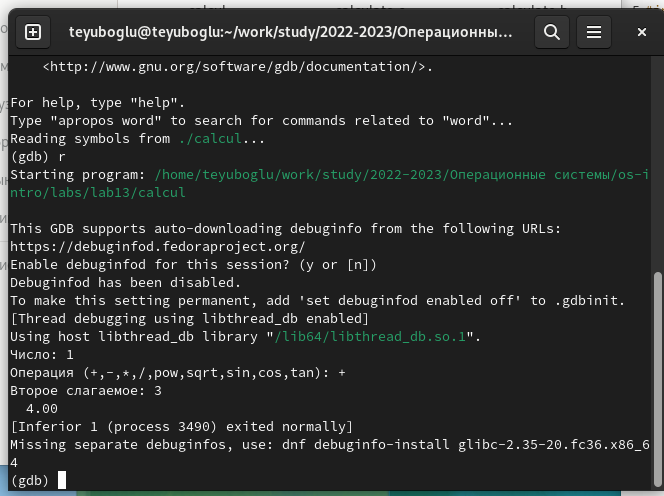 teyuboglu@teyuboglu:~/work/study/2022-2023/Операционны...
<http://www.gnu.org/software/gdb/documentation/>.
For help, type "help".
Type "apropos word" to search for commands related to "word"...
Reading symbols from ./calcul...
(gdb) r
Starting program: /home/teyuboglu/work/study/2022-2023/Операционные системы/os-i
ntro/labs/lab13/calcul
This GDB supports auto-downloading debuginfo from the following URLs:
https://debuginfod.fedoraproject.org/
Enable debuginfod for this session? (y or [n])
Debuginfod has been disabled.
To make this setting permanent, add 'set debuginfod enabled off' to .gdbinit.
[Thread debugging using libthread_db enabled]
Using host libthread_db library "/lib64/libthread_db.so.1".
Число: 1
Операция (+,-,*,/,pow,sqrt,sin,cos,tan): +
Второе слагаемое: 3
4.00
[Inferior 1 (process 3490) exited normally]
Missing separate debuginfos, use: dnf debuginfo-install glibc-2.35-20.fc36.x86_6
4
(gdb)